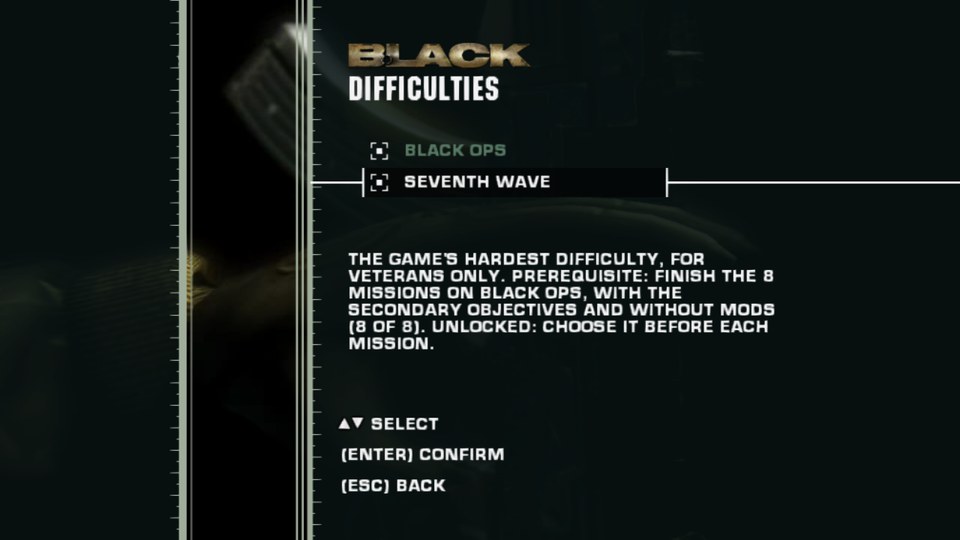 BLACK
DIFFICULTIES
BLACK OPS
SEVENTH WAVE
THE GAME'S HARDEST DIFFICULTY, FOR
VETERANS ONLY. PREREQUISITE: FINISH THE 8
MISSIONS ON BLACK OPS, WITH THE
SECONDARY OBJECTIVES AND WITHOUT MODS
(8 OF 8). UNLOCKED: CHOOSE IT BEFORE EACH
MISSION.
▲▼ SELECT
(ENTER) CONFIRM
(ESC) BACK